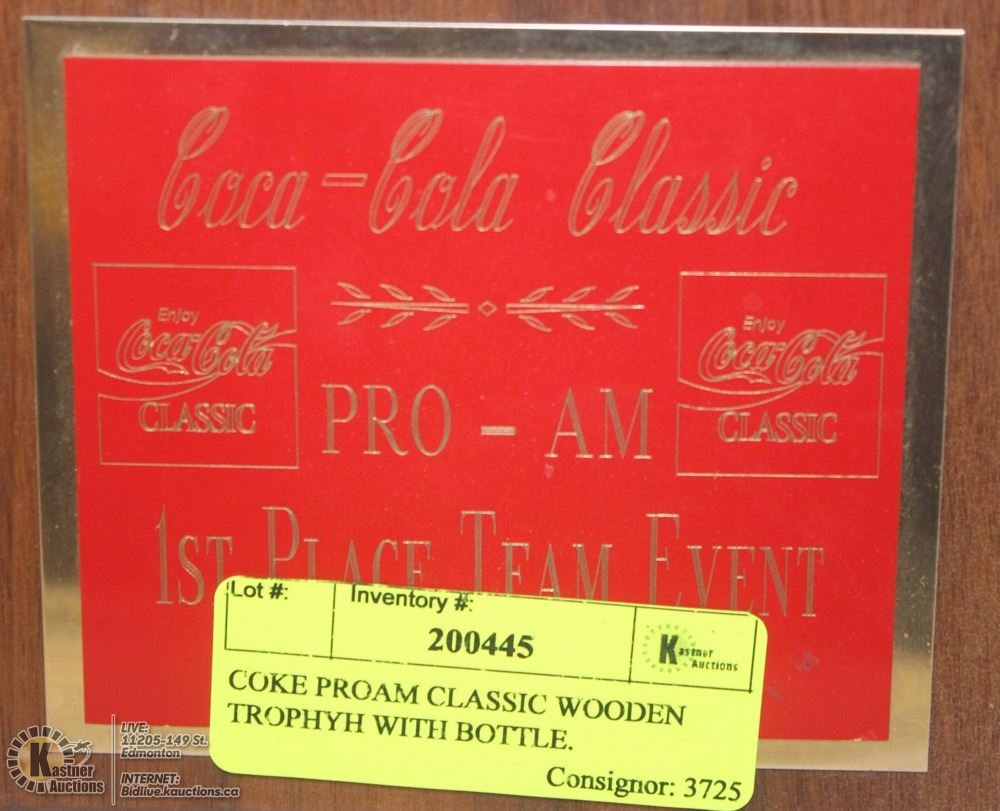 Coca-Cola Classic
Enjoy
Coca-Cola
CLASSIC
PRO - AM
Enjoy
Coca-Cola
CLASSIC
1ST PLACE TEAM EVENT
Lot #:
Inventory #:
200445
Kastner
Auctions
COKE PROAM CLASSIC WOODEN
TROPHYH WITH BOTTLE.
Consignor: 3725
Kastner
Auctions
LIVE:
11205-149 St.
Edmonton
INTERNET:
Bidlive.kauctions.ca